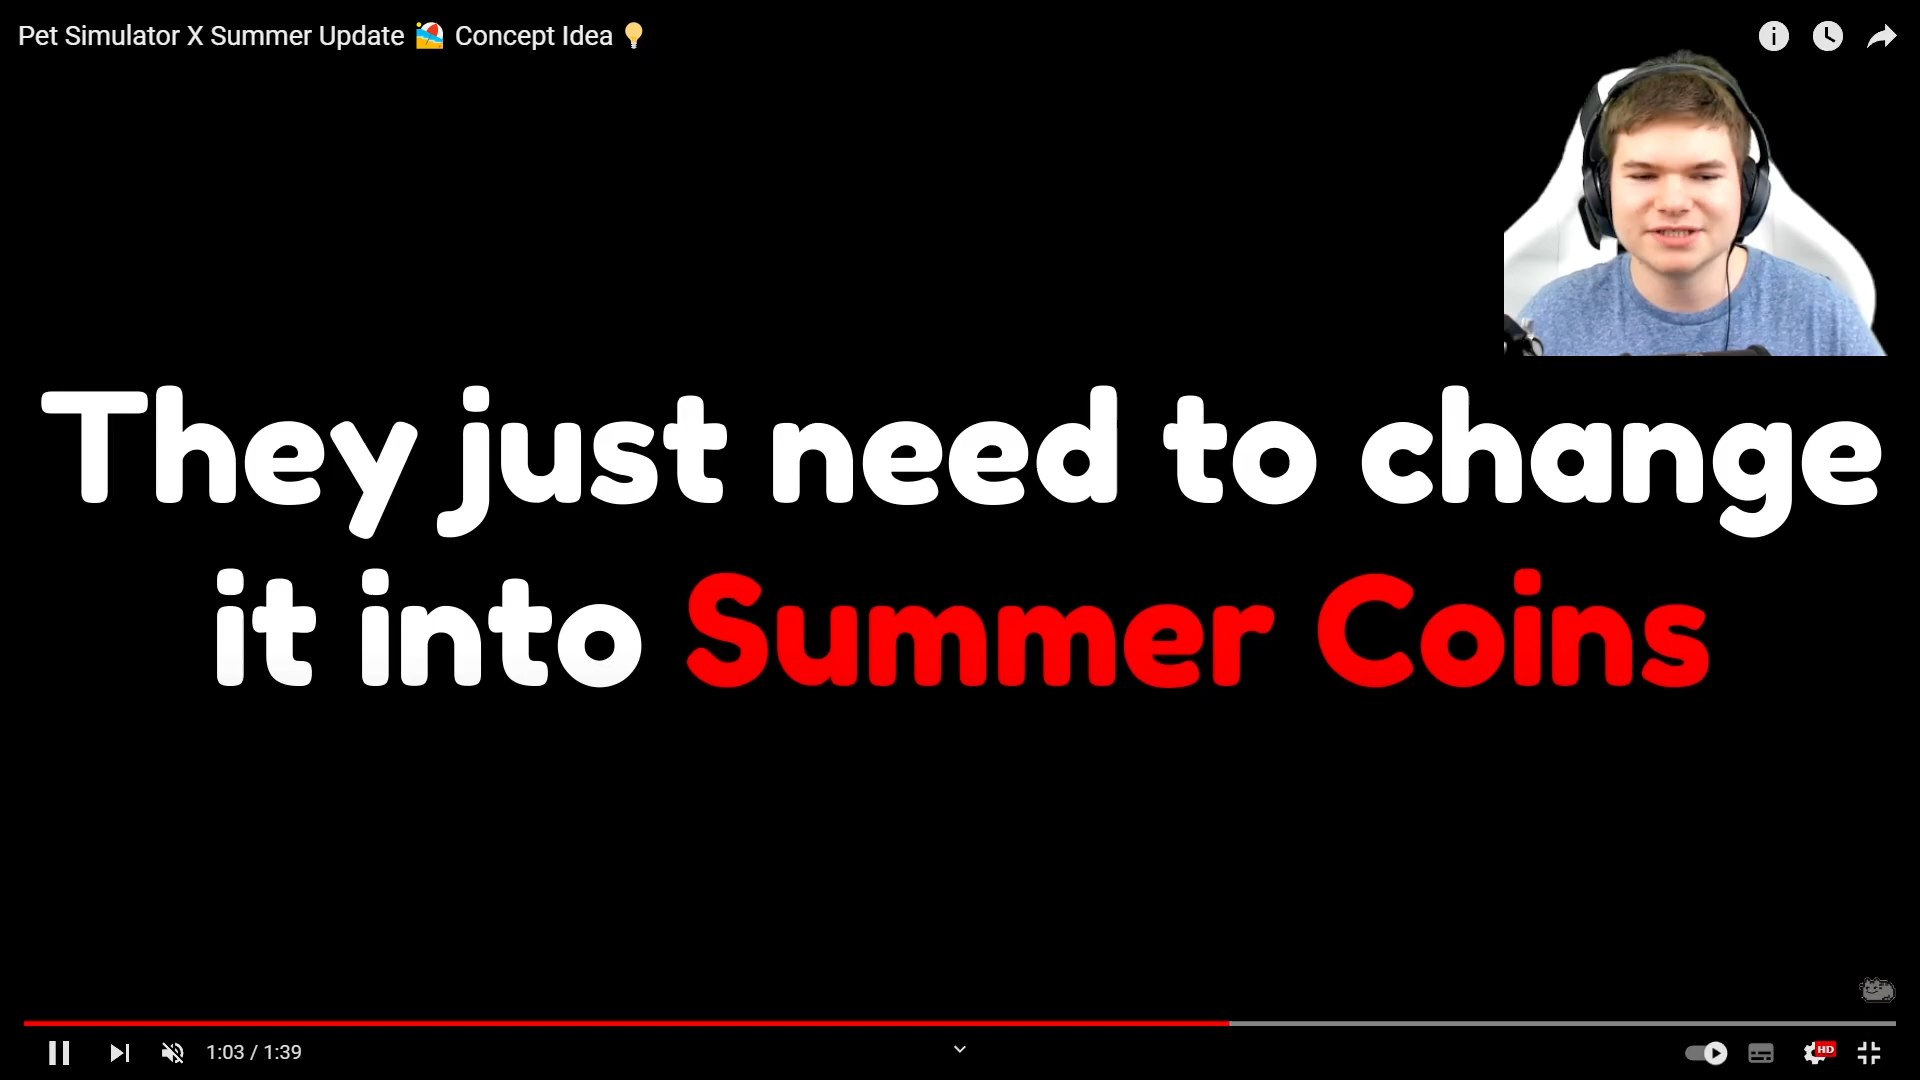 Pet Simulator X Summer Update 🏖️ Concept Idea 💡
They just need to change
it into Summer Coins
1:03 / 1:39
HD